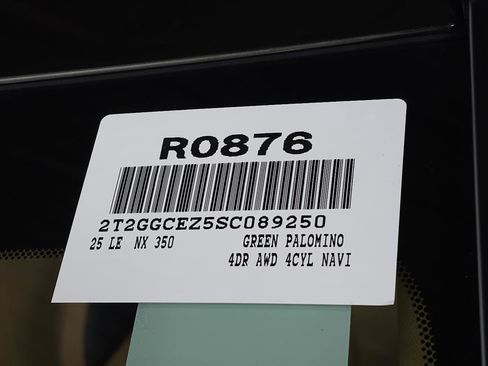 R0876
2T2GGCEZ5SC089250
25 LE NX 350 GREEN PALOMINO
4DR AWD 4CYL NAVI